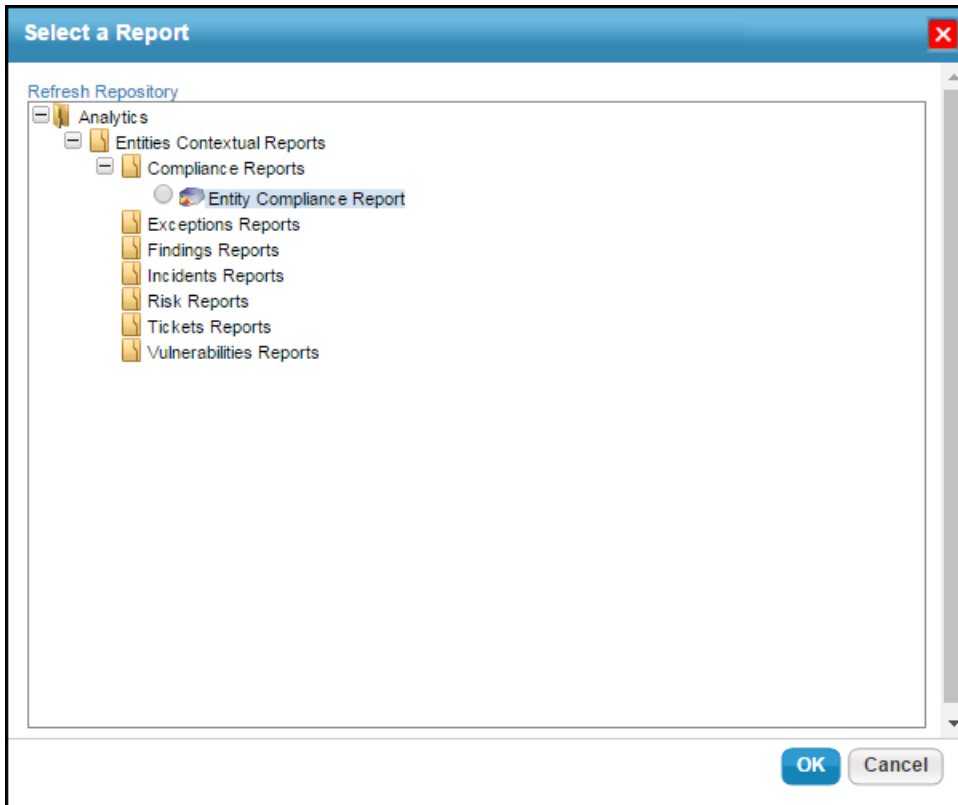 Select a Report
Refresh Repository
Analytics
Entities Contextual Reports
Compliance Reports
Entity Compliance Report
Exceptions Reports
Findings Reports
Incidents Reports
Risk Reports
Tickets Reports
Vulnerabilities Reports
OK Cancel